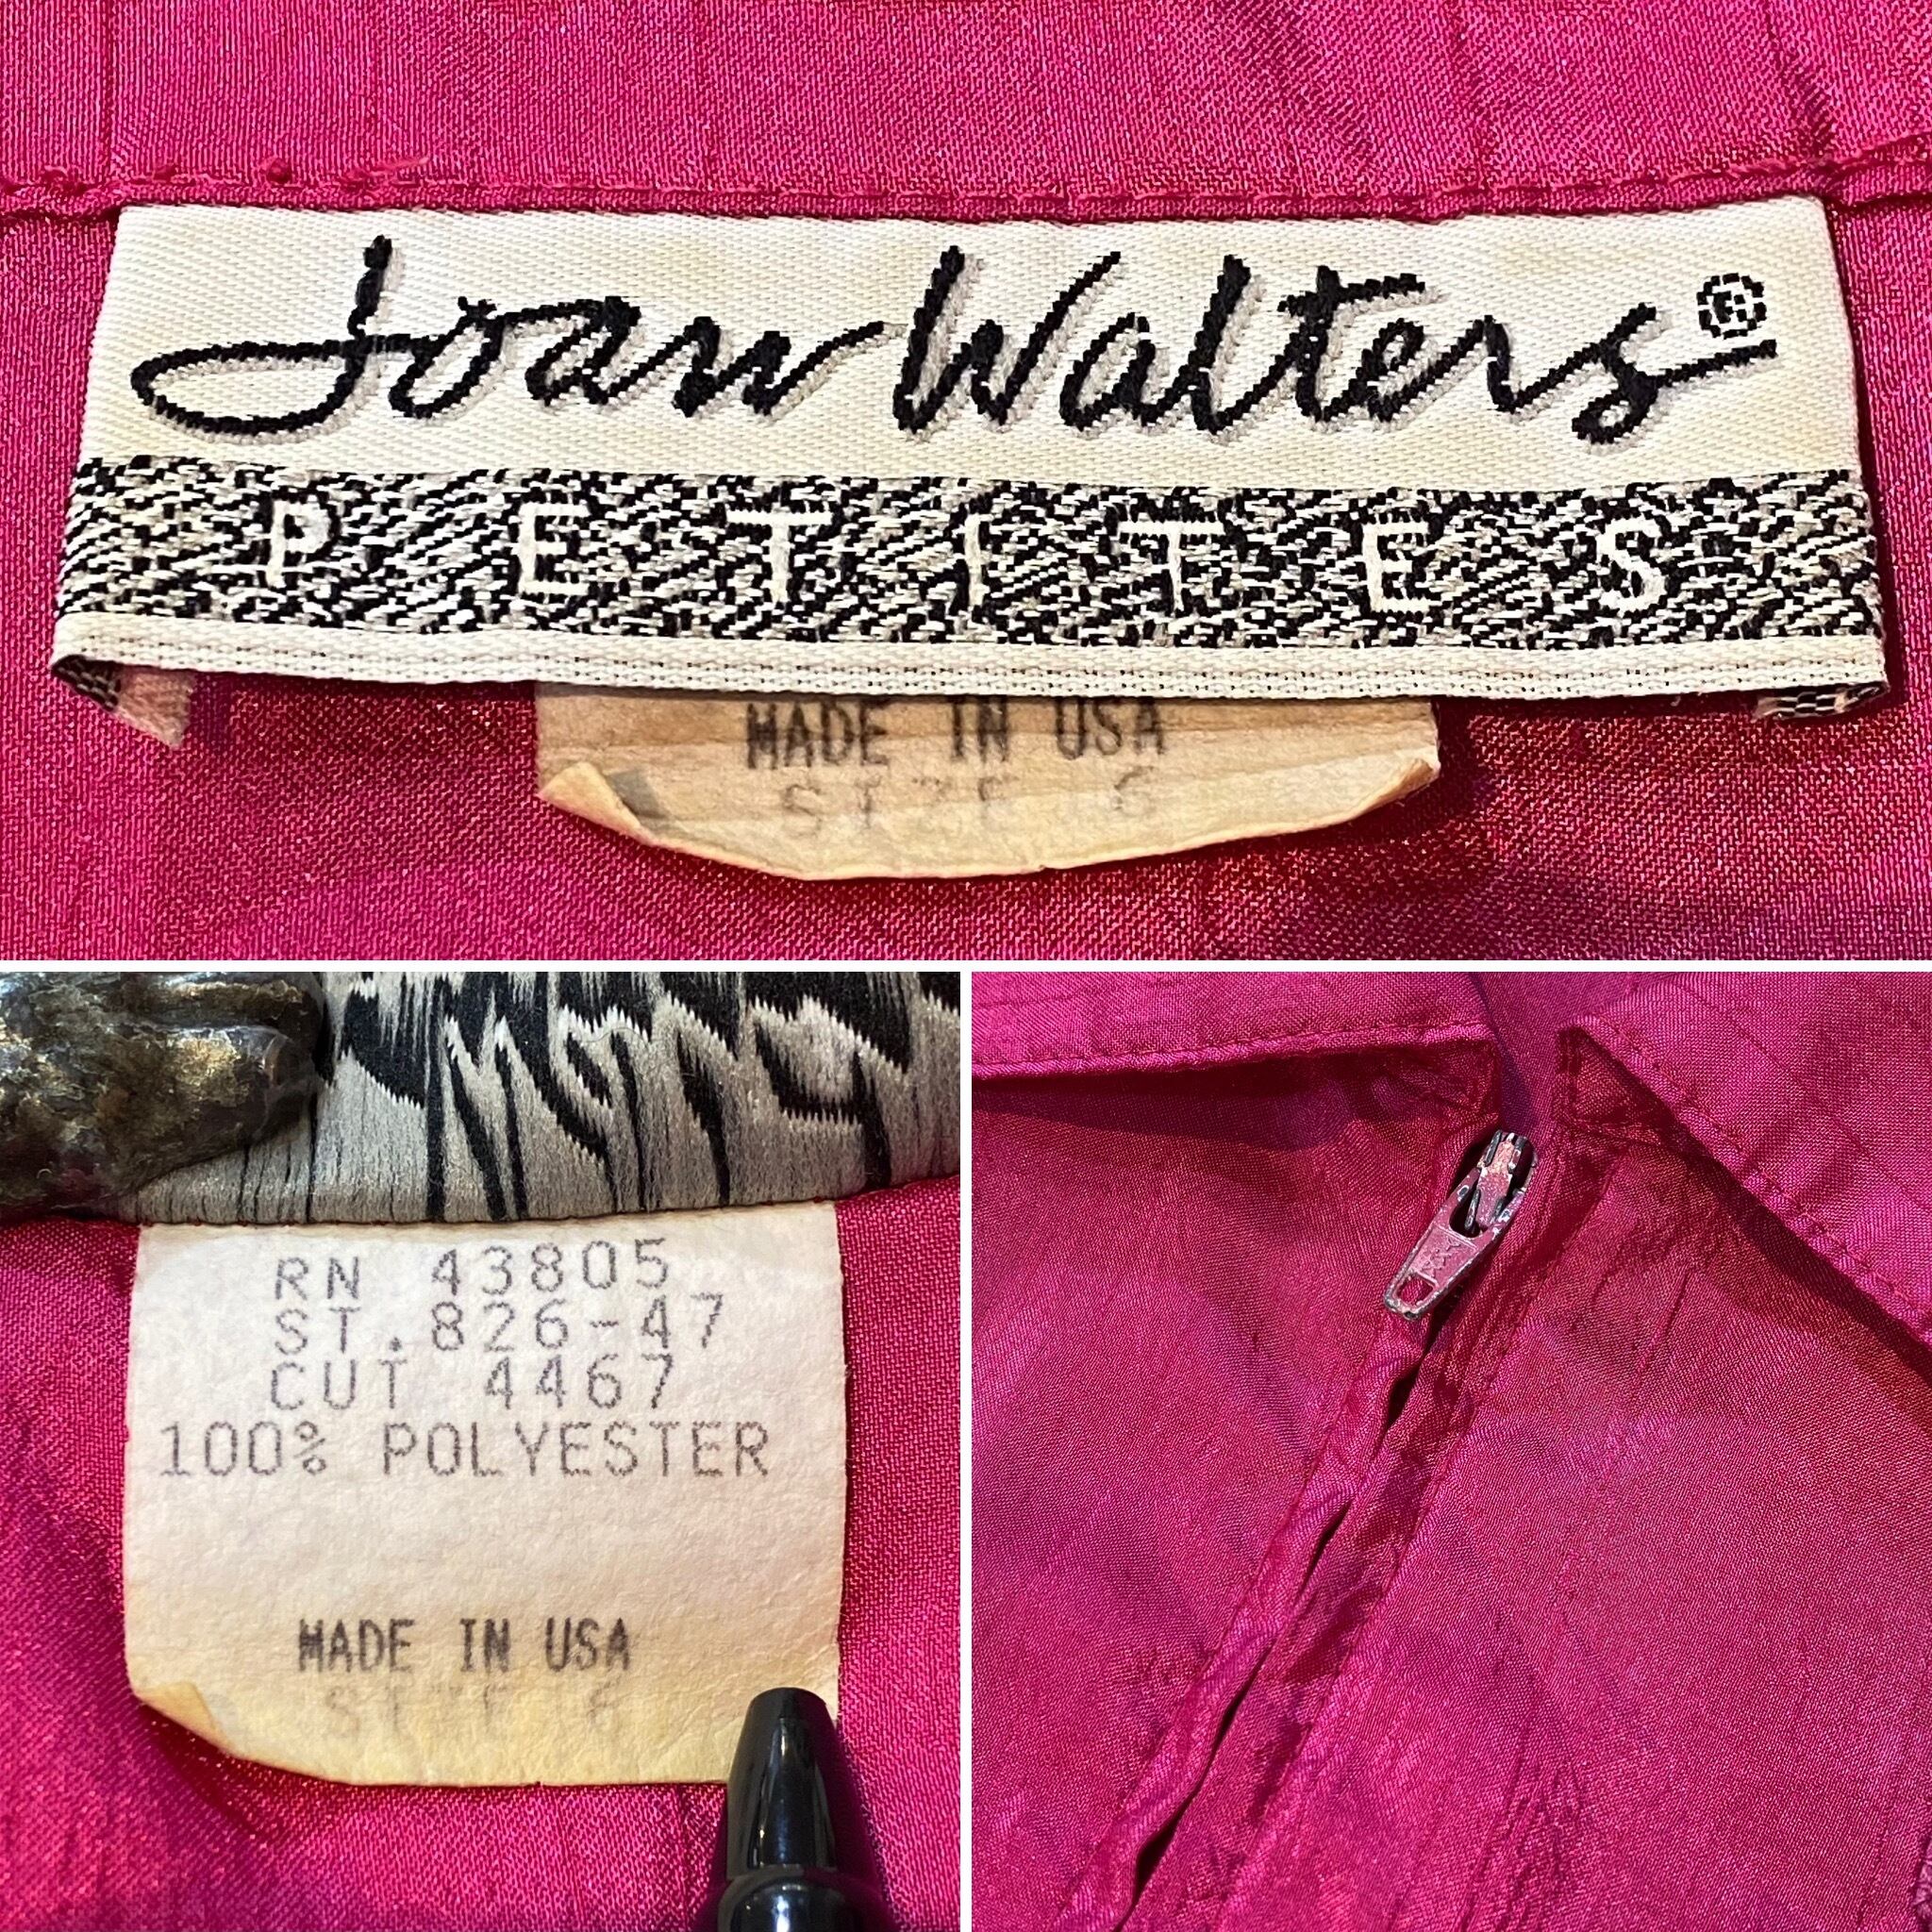 Joan Walters®
PETITES
MADE IN USA
SIZE 6
RN 43805
ST. 826-47
CUT 4467
100% POLYESTER
MADE IN USA
SIZE 6